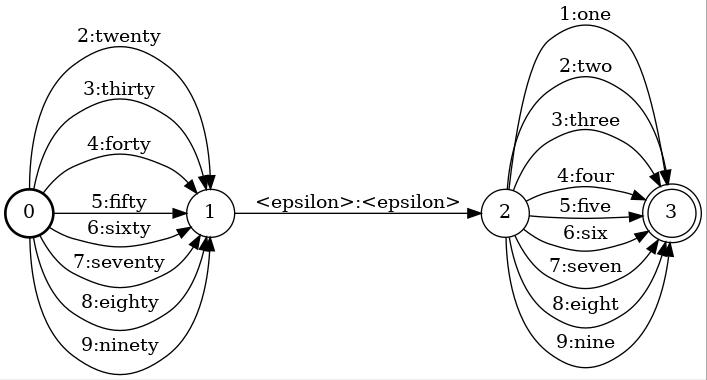 2:twenty
3:thirty
4:forty
5:fifty
6:sixty
7:seventy
8:eighty
9:ninety
0
1
<epsilon>:<epsilon>
2
1:one
2:two
3:three
4:four
5:five
6:six
7:seven
8:eight
9:nine
3